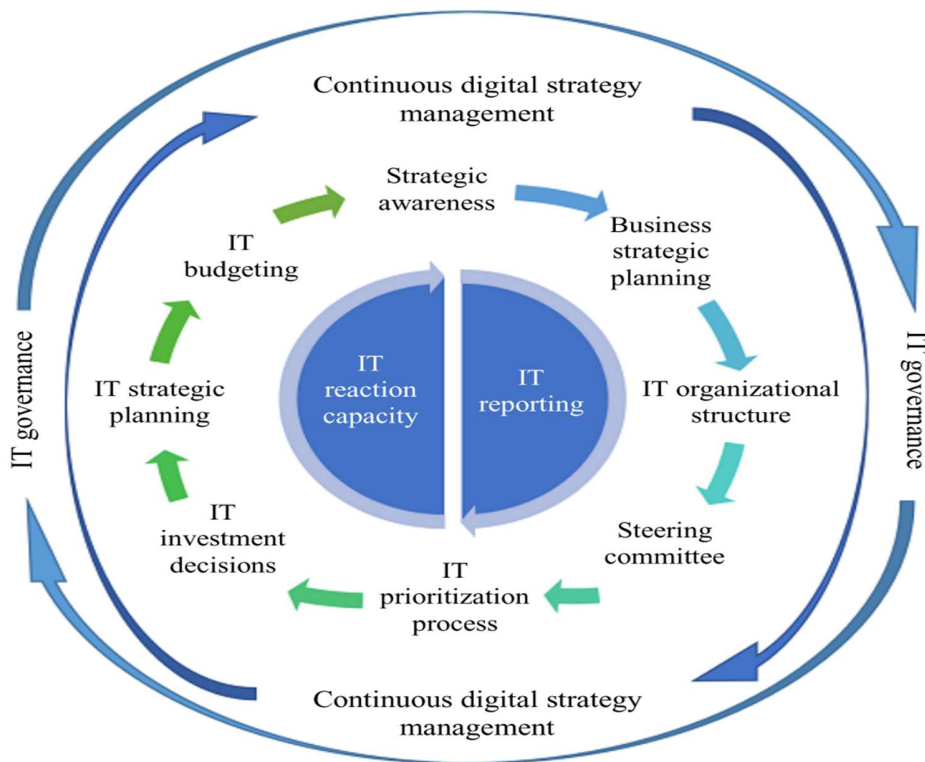 Continuous digital strategy
management
Strategic
awareness
Business
strategic
planning
IT organizational
structure
Steering
committee
IT
prioritization
process
IT
investment
decisions
IT strategic
planning
IT
budgeting
IT
reaction
capacity
IT
reporting
IT governance
IT governance
Continuous digital strategy
management